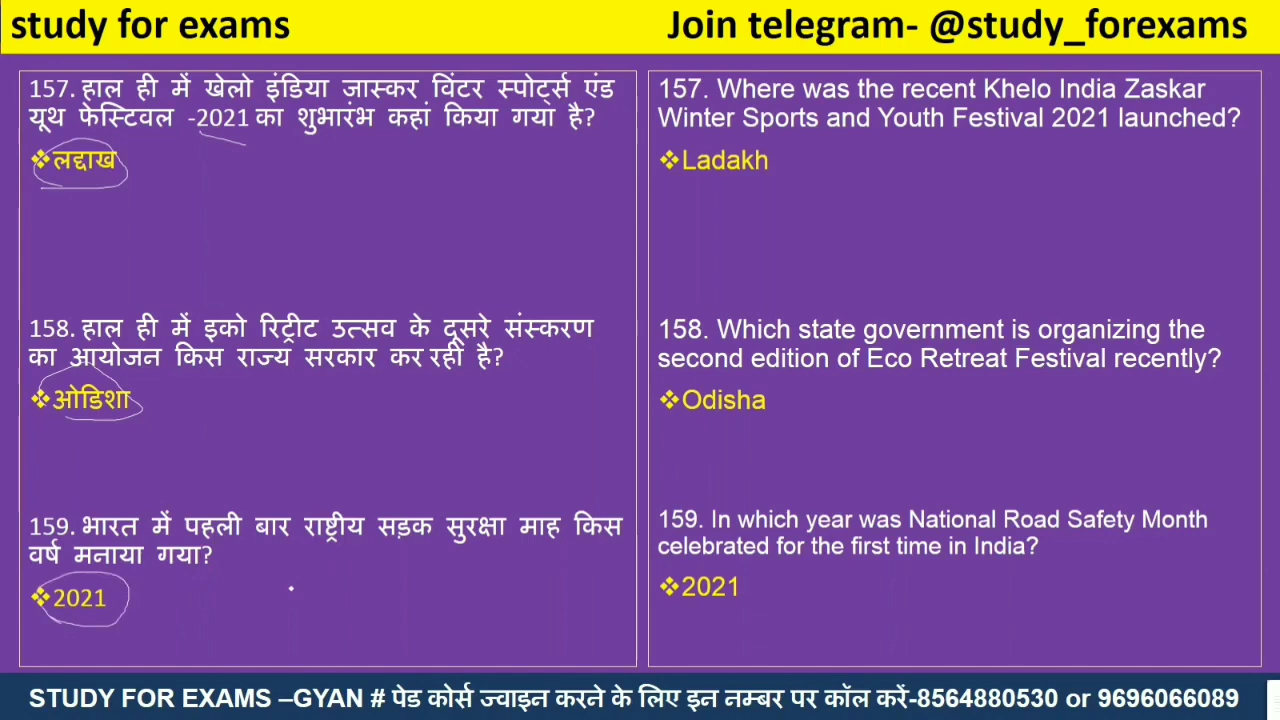 study for exams
Join telegram- @study_forexams
157. हाल ही में खेलो इंडिया जास्कर विंटर स्पोर्ट्स एंड
यूथ फेस्टिवल -2021 का शुभारंभ कहां किया गया है?
❖लद्दाख
158. हाल ही में इको रिट्रीट उत्सव के दूसरे संस्करण
का आयोजन किस राज्य सरकार कर रही है?
❖ओडिशा
159. भारत में पहली बार राष्ट्रीय सड़क सुरक्षा माह किस
वर्ष मनाया गया?
❖2021
157. Where was the recent Khelo India Zaskar
Winter Sports and Youth Festival 2021 launched?
❖Ladakh
158. Which state government is organizing the
second edition of Eco Retreat Festival recently?
❖Odisha
159. In which year was National Road Safety Month
celebrated for the first time in India?
❖2021
STUDY FOR EXAMS –GYAN # पेड कोर्स ज्वाइन करने के लिए इन नम्बर पर कॉल करें-8564880530 or 9696066089